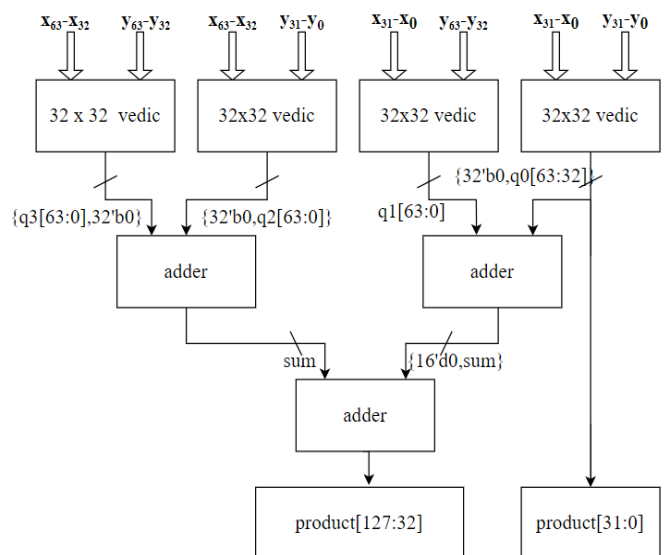 x₆₃-x₃₂ y₆₃-y₃₂ x₆₃-x₃₂ y₃₁-y₀ x₃₁-x₀ y₆₃-y₃₂ x₃₁-x₀ y₃₁-y₀
32 x 32 vedic 32x32 vedic 32x32 vedic 32x32 vedic
{32'b0,q0[63:32]}
{q3[63:0],32'b0} {32'b0,q2[63:0]} q1[63:0]
adder adder
sum {16'd0,sum}
adder
product[127:32] product[31:0]